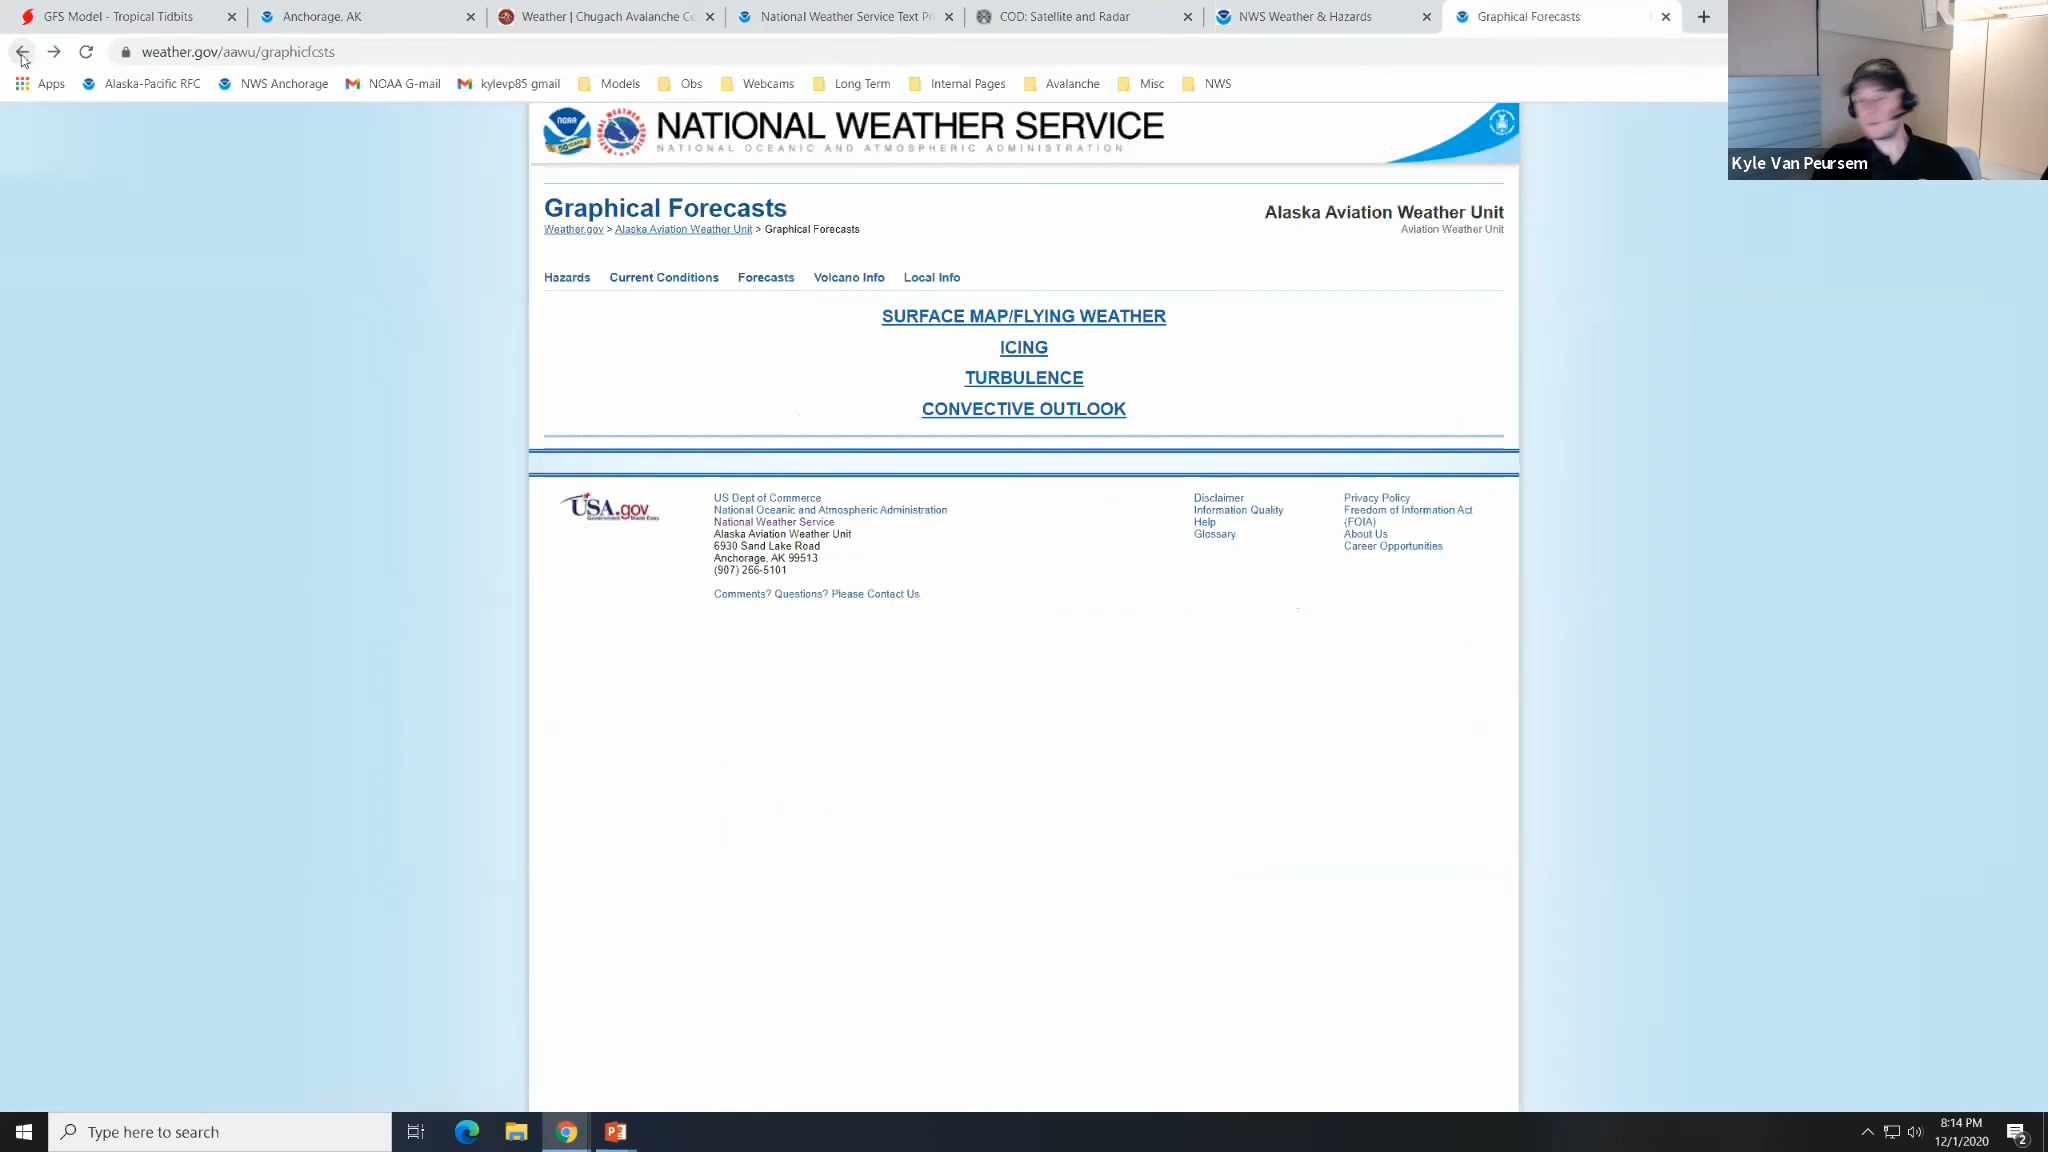 GFS Model - Tropical Tidbits
Anchorage, AK
Weather | Chugach Avalanche Ce
National Weather Service Text Pr
COD: Satellite and Radar
NWS Weather & Hazards
Graphical Forecasts
weather.gov/aawu/graphicfcsts
Apps
Alaska-Pacific RFC
NWS Anchorage
NOAA G-mail
kylevp85 gmail
Models
Obs
Webcams
Long Term
Internal Pages
Avalanche
Misc
NWS
Kyle Van Peursem
NOAA
NATIONAL WEATHER SERVICE
NATIONAL OCEANIC AND ATMOSPHERIC ADMINISTRATION
Graphical Forecasts
Weather.gov > Alaska Aviation Weather Unit > Graphical Forecasts
Alaska Aviation Weather Unit
Aviation Weather Unit
Hazards Current Conditions Forecasts Volcano Info Local Info
SURFACE MAP/FLYING WEATHER
ICING
TURBULENCE
CONVECTIVE OUTLOOK
USA.gov
US Dept of Commerce
National Oceanic and Atmospheric Administration
National Weather Service
Alaska Aviation Weather Unit
6930 Sand Lake Road
Anchorage, AK 99513
(907) 266-5101
Comments? Questions? Please Contact Us
Disclaimer
Information Quality
Help
Glossary
Privacy Policy
Freedom of Information Act
(FOIA)
About Us
Career Opportunities
Type here to search
8:14 PM
12/1/2020
2